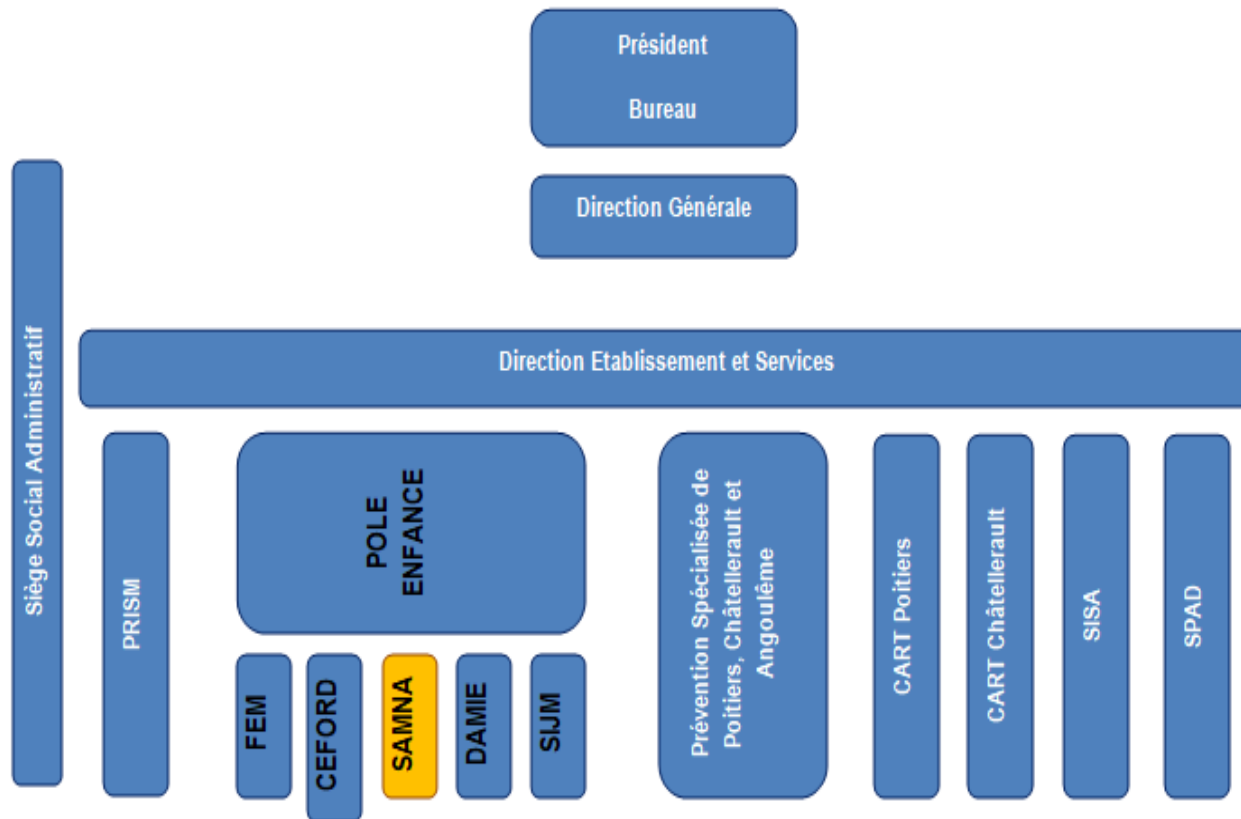 Président
Bureau
Direction Générale
Siège Social Administratif
Direction Etablissement et Services
PRISM
POLE
ENFANCE
FEM
CEFORD
SAMNA
DAMIE
SIJM
Prévention Spécialisée de
Poitiers, Châtellerault et
Angoulême
CART Poitiers
CART Châtellerault
SISA
SPAD